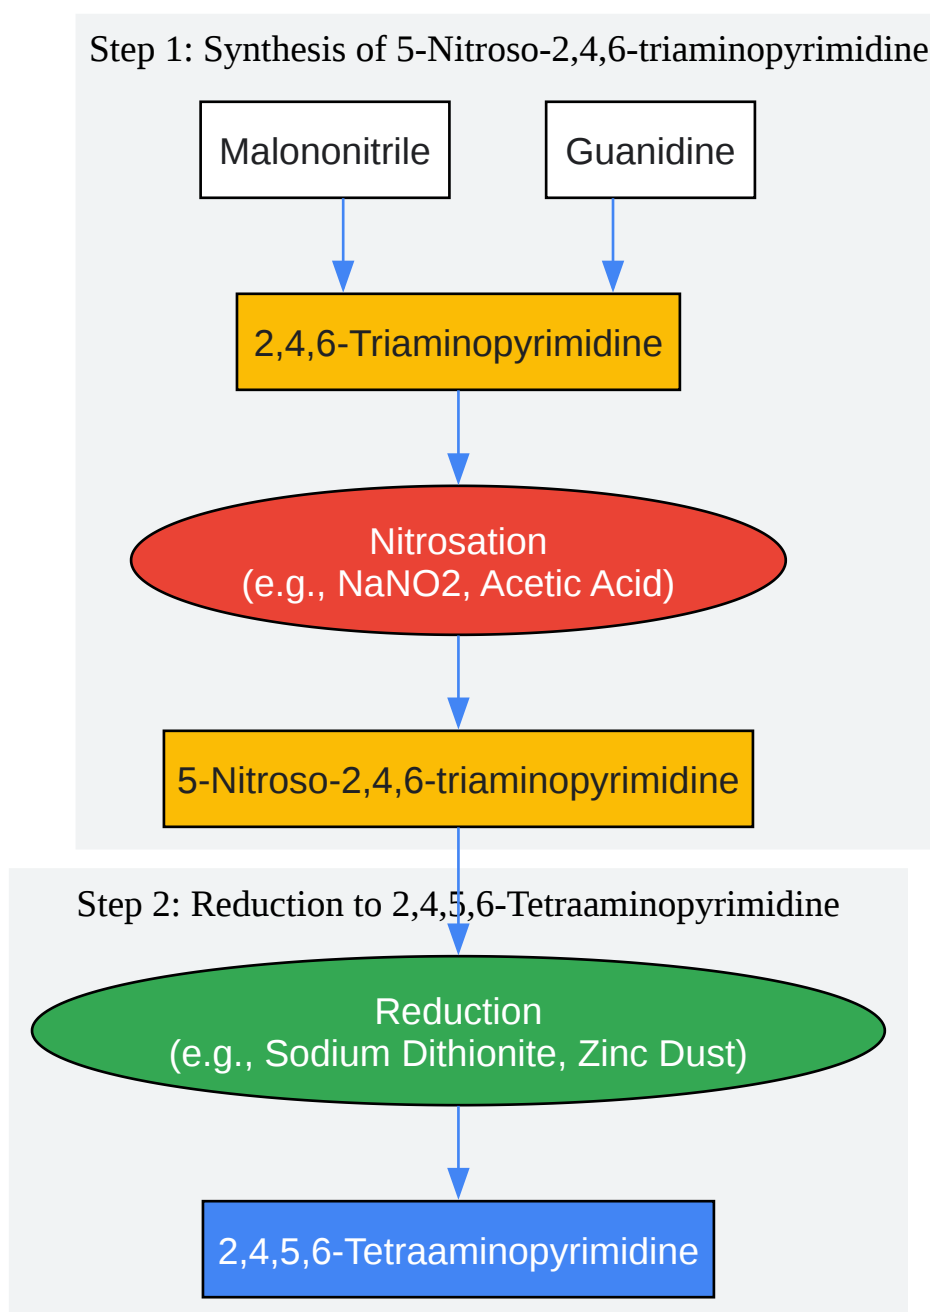 Step 1: Synthesis of 5-Nitroso-2,4,6-triaminopyrimidine
Malononitrile
Guanidine
2,4,6-Triaminopyrimidine
Nitrosation
(e.g., NaNO2, Acetic Acid)
5-Nitroso-2,4,6-triaminopyrimidine
Step 2: Reduction to 2,4,5,6-Tetraaminopyrimidine
Reduction
(e.g., Sodium Dithionite, Zinc Dust)
2,4,5,6-Tetraaminopyrimidine